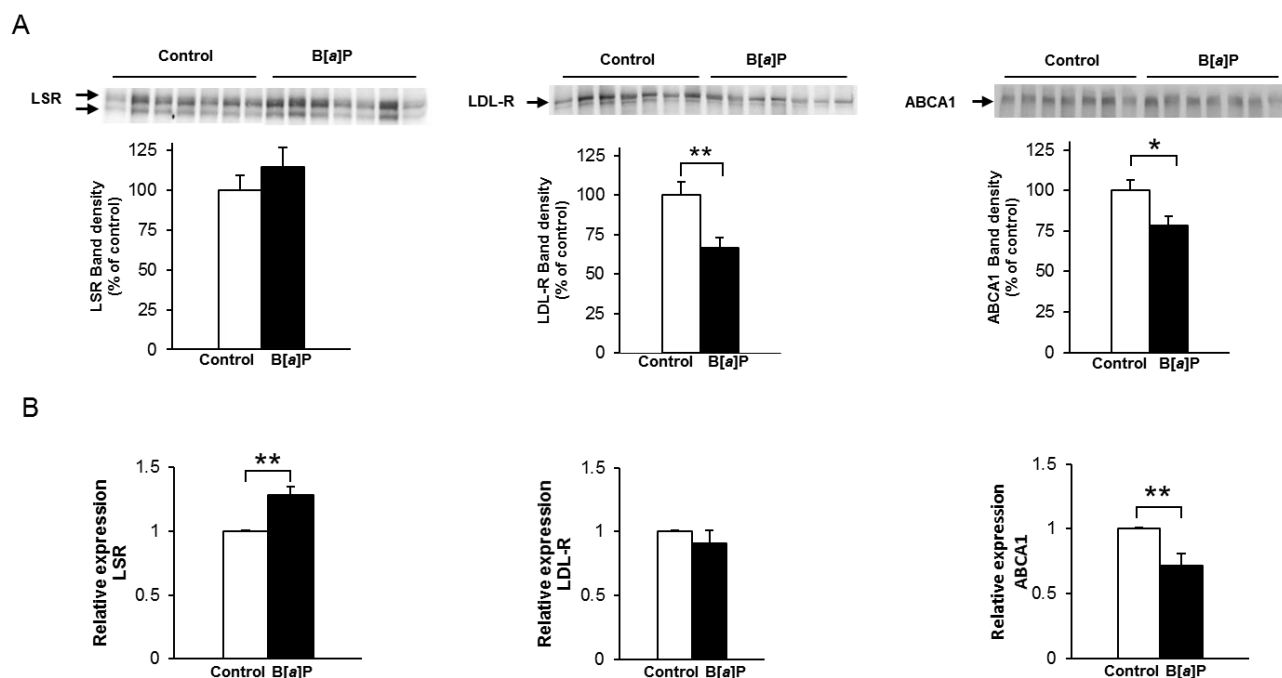 A
Control B[a]P
LSR
LSR Band density
(% of control)
125
100
75
50
25
0
Control B[a]P
Control B[a]P
LDL-R
LDL-R Band density
(% of control)
125
100
75
50
25
0
**
Control B[a]P
Control B[a]P
ABCA1
ABCA1 Band density
(% of control)
125
100
75
50
25
0
*
Control B[a]P
B
Relative expression
LSR
1.5
1
0.5
0
**
Control B[a]P
Relative expression
LDL-R
1.5
1
0.5
0
Control B[a]P
Relative expression
ABCA1
1.5
1
0.5
0
**
Control B[a]P